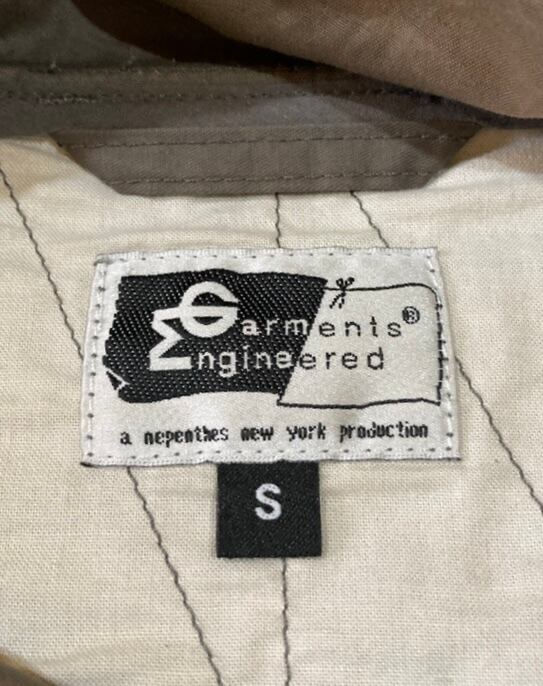 Garments®
Engineered
a nepenthes new york production
S